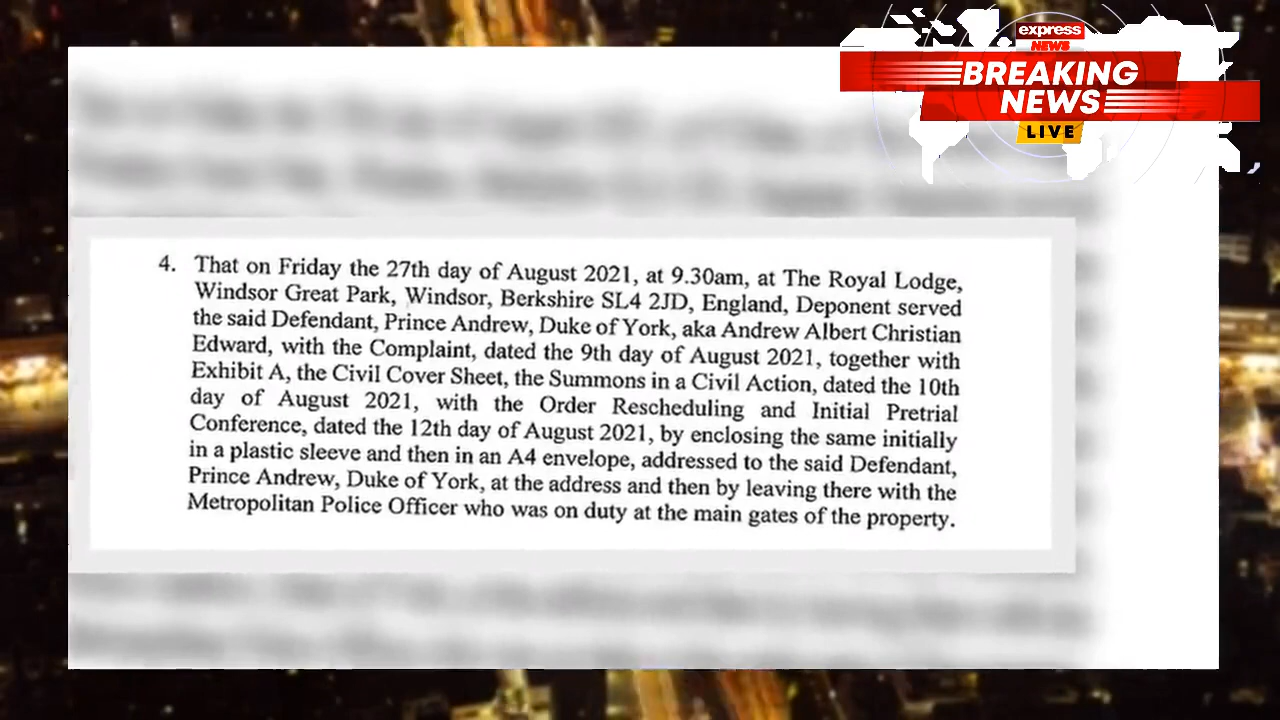 express
NEWS
BREAKING
NEWS
LIVE
4. That on Friday the 27th day of August 2021, at 9.30am, at The Royal Lodge,
Windsor Great Park, Windsor, Berkshire SL4 2JD, England, Deponent served
the said Defendant, Prince Andrew, Duke of York, aka Andrew Albert Christian
Edward, with the Complaint, dated the 9th day of August 2021, together with
Exhibit A, the Civil Cover Sheet, the Summons in a Civil Action, dated the 10th
day of August 2021, with the Order Rescheduling and Initial Pretrial
Conference, dated the 12th day of August 2021, by enclosing the same initially
in a plastic sleeve and then in an A4 envelope, addressed to the said Defendant,
Prince Andrew, Duke of York, at the address and then by leaving there with the
Metropolitan Police Officer who was on duty at the main gates of the property.